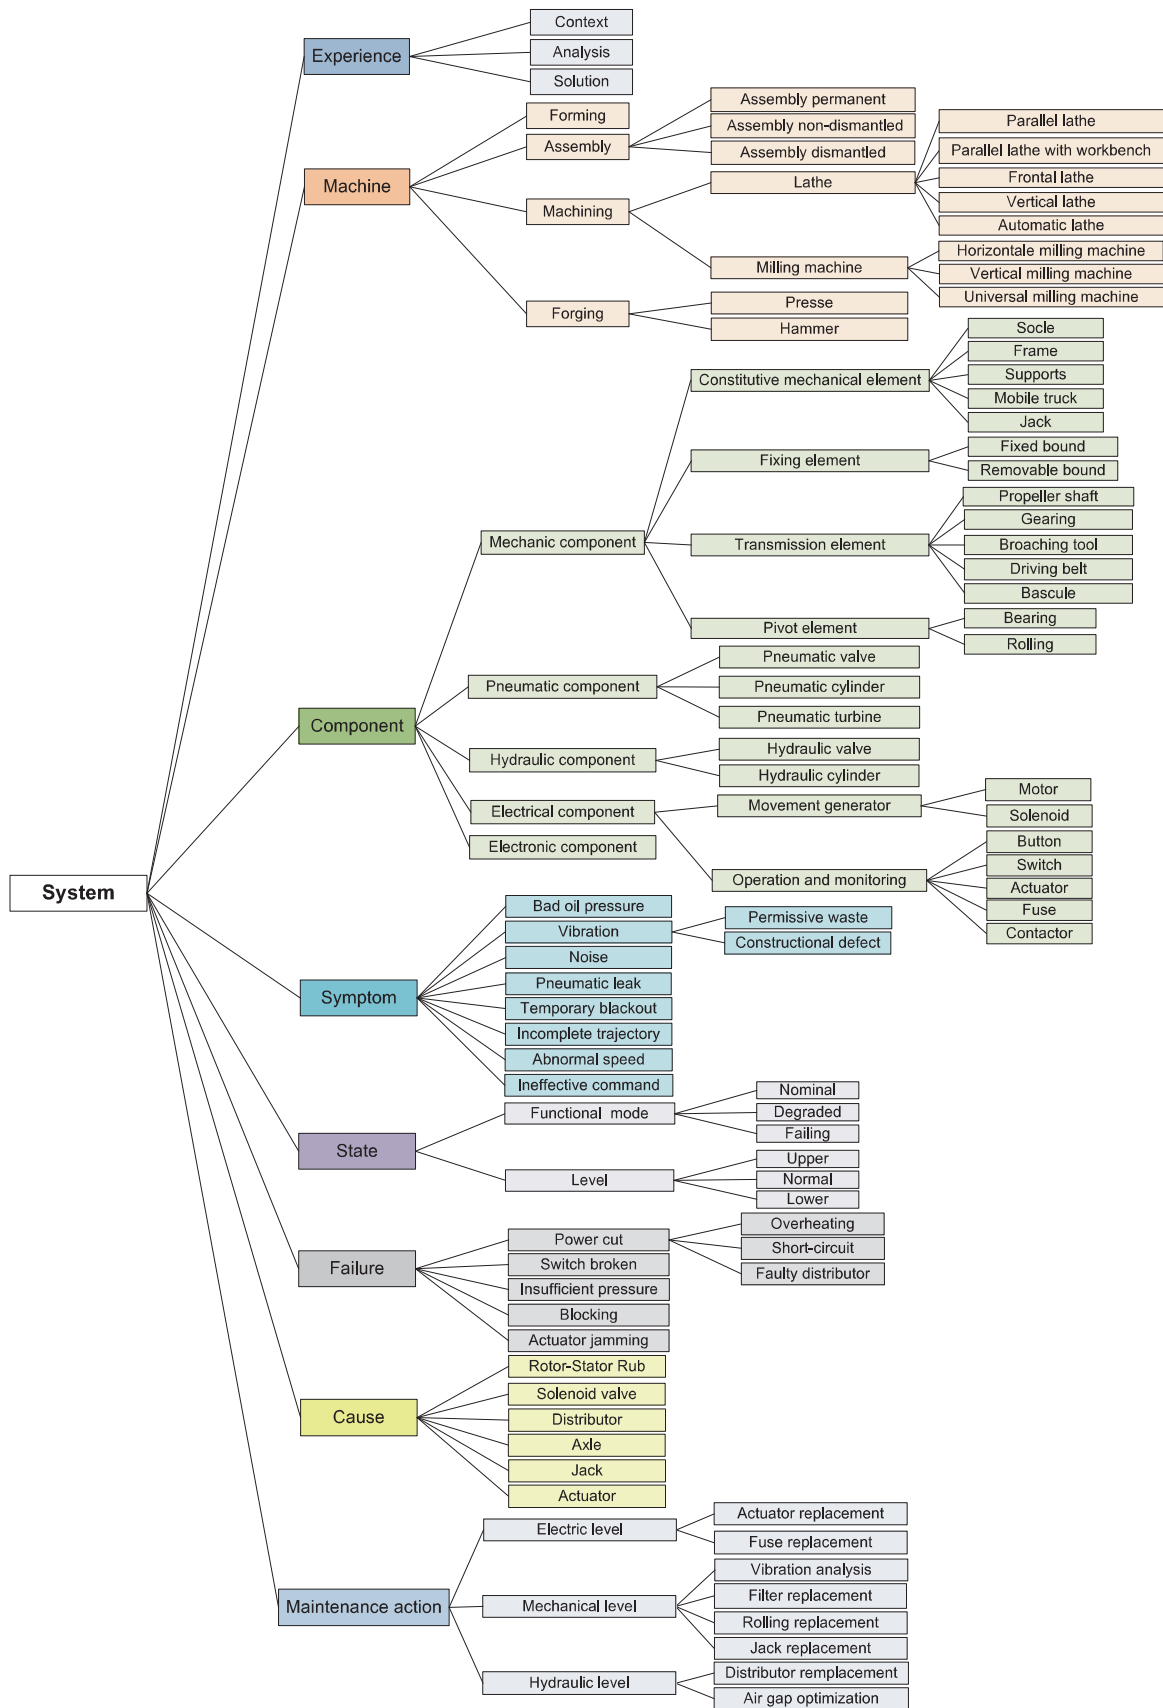 System
Experience
Context
Analysis
Solution
Machine
Forming
Assembly
Assembly permanent
Assembly non-dismantled
Assembly dismantled
Machining
Lathe
Parallel lathe
Parallel lathe with workbench
Frontal lathe
Vertical lathe
Automatic lathe
Milling machine
Horizontale milling machine
Vertical milling machine
Universal milling machine
Forging
Presse
Hammer
Component
Mechanic component
Constitutive mechanical element
Socle
Frame
Supports
Mobile truck
Jack
Fixing element
Fixed bound
Removable bound
Transmission element
Propeller shaft
Gearing
Broaching tool
Driving belt
Bascule
Pivot element
Bearing
Rolling
Pneumatic component
Pneumatic valve
Pneumatic cylinder
Pneumatic turbine
Hydraulic component
Hydraulic valve
Hydraulic cylinder
Electrical component
Movement generator
Motor
Solenoid
Operation and monitoring
Button
Switch
Actuator
Fuse
Contactor
Electronic component
Symptom
Bad oil pressure
Vibration
Permissive waste
Constructional defect
Noise
Pneumatic leak
Temporary blackout
Incomplete trajectory
Abnormal speed
Ineffective command
State
Functional mode
Nominal
Degraded
Failing
Level
Upper
Normal
Lower
Failure
Power cut
Overheating
Short-circuit
Faulty distributor
Switch broken
Insufficient pressure
Blocking
Actuator jamming
Cause
Rotor-Stator Rub
Solenoid valve
Distributor
Axle
Jack
Actuator
Maintenance action
Electric level
Actuator replacement
Fuse replacement
Mechanical level
Vibration analysis
Filter replacement
Rolling replacement
Jack replacement
Hydraulic level
Distributor remplacement
Air gap optimization